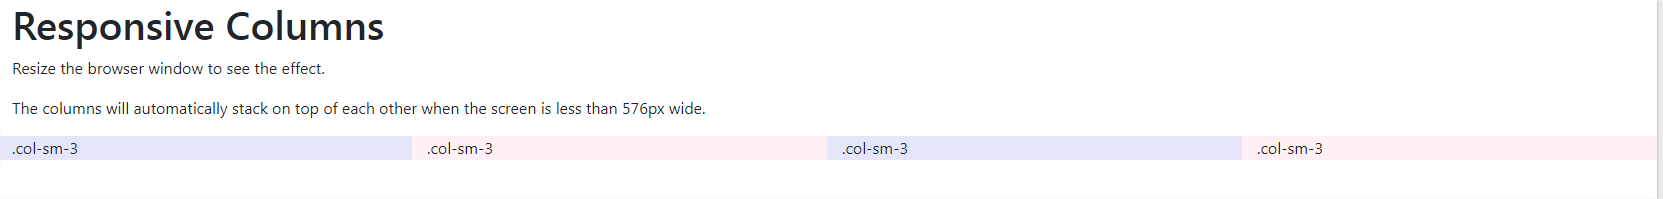 Responsive Columns
Resize the browser window to see the effect.
The columns will automatically stack on top of each other when the screen is less than 576px wide.
.col-sm-3 .col-sm-3 .col-sm-3 .col-sm-3